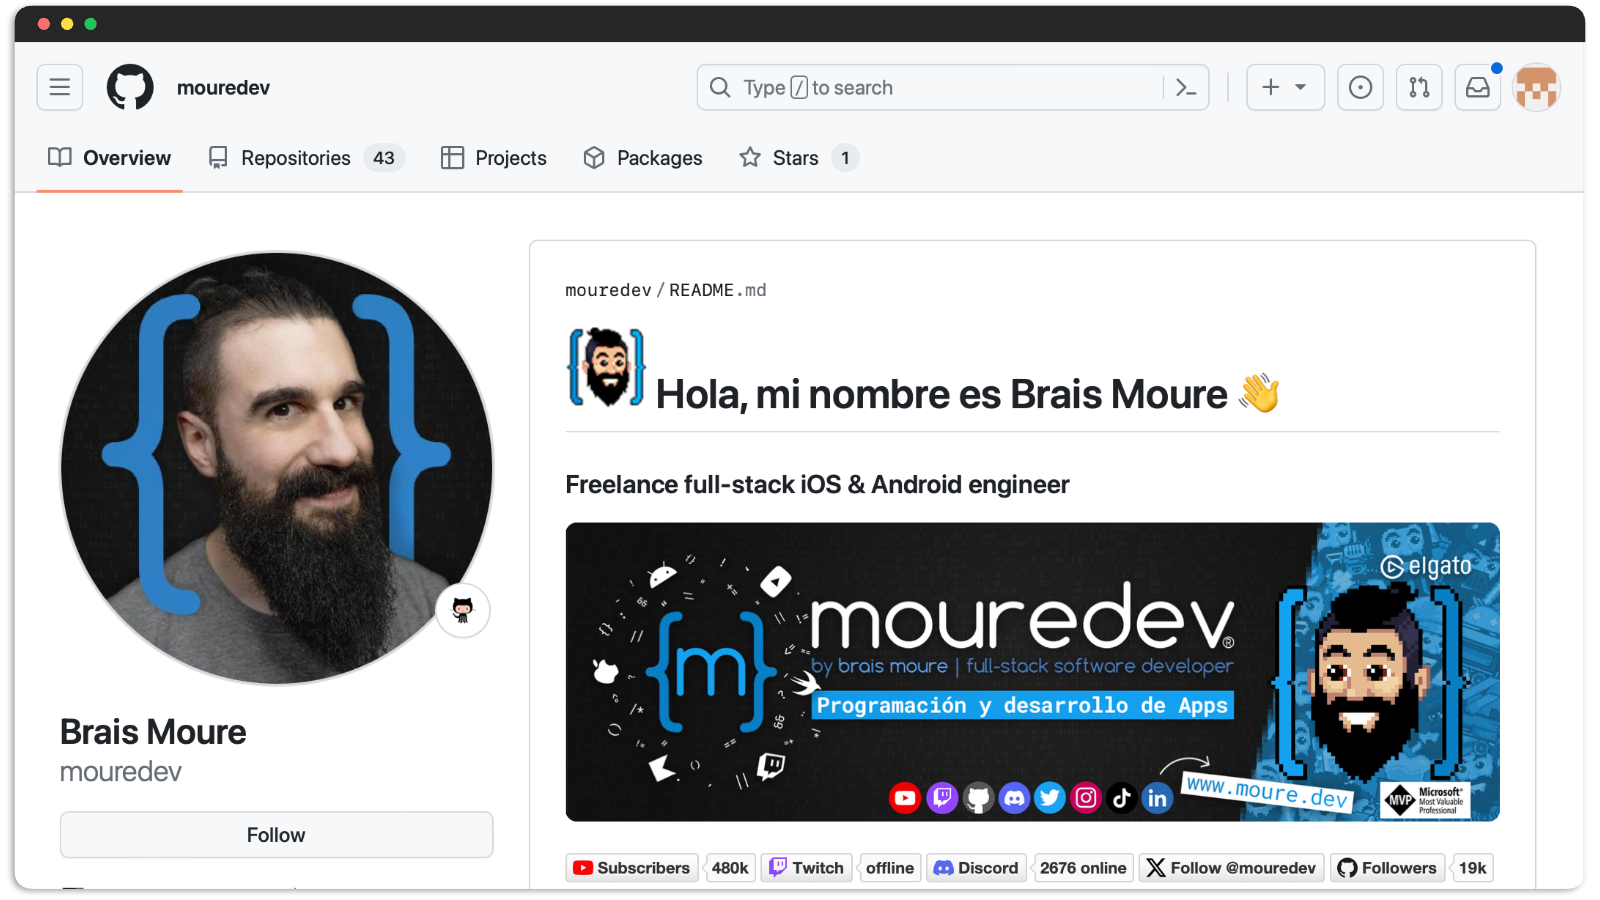 mouredev
Type / to search
Overview
Repositories 43
Projects
Packages
Stars 1
mouredev / README.md
Hola, mi nombre es Brais Moure 👋
Freelance full-stack iOS & Android engineer
elgato
{m}
mouredev®
by brais moure | full-stack software developer
Programación y desarrollo de Apps
www.moure.dev
MVP
Microsoft®
Most Valuable
Professional
Brais Moure
mouredev
Follow
Subscribers 480k
Twitch offline
Discord 2676 online
Follow @mouredev
Followers 19k